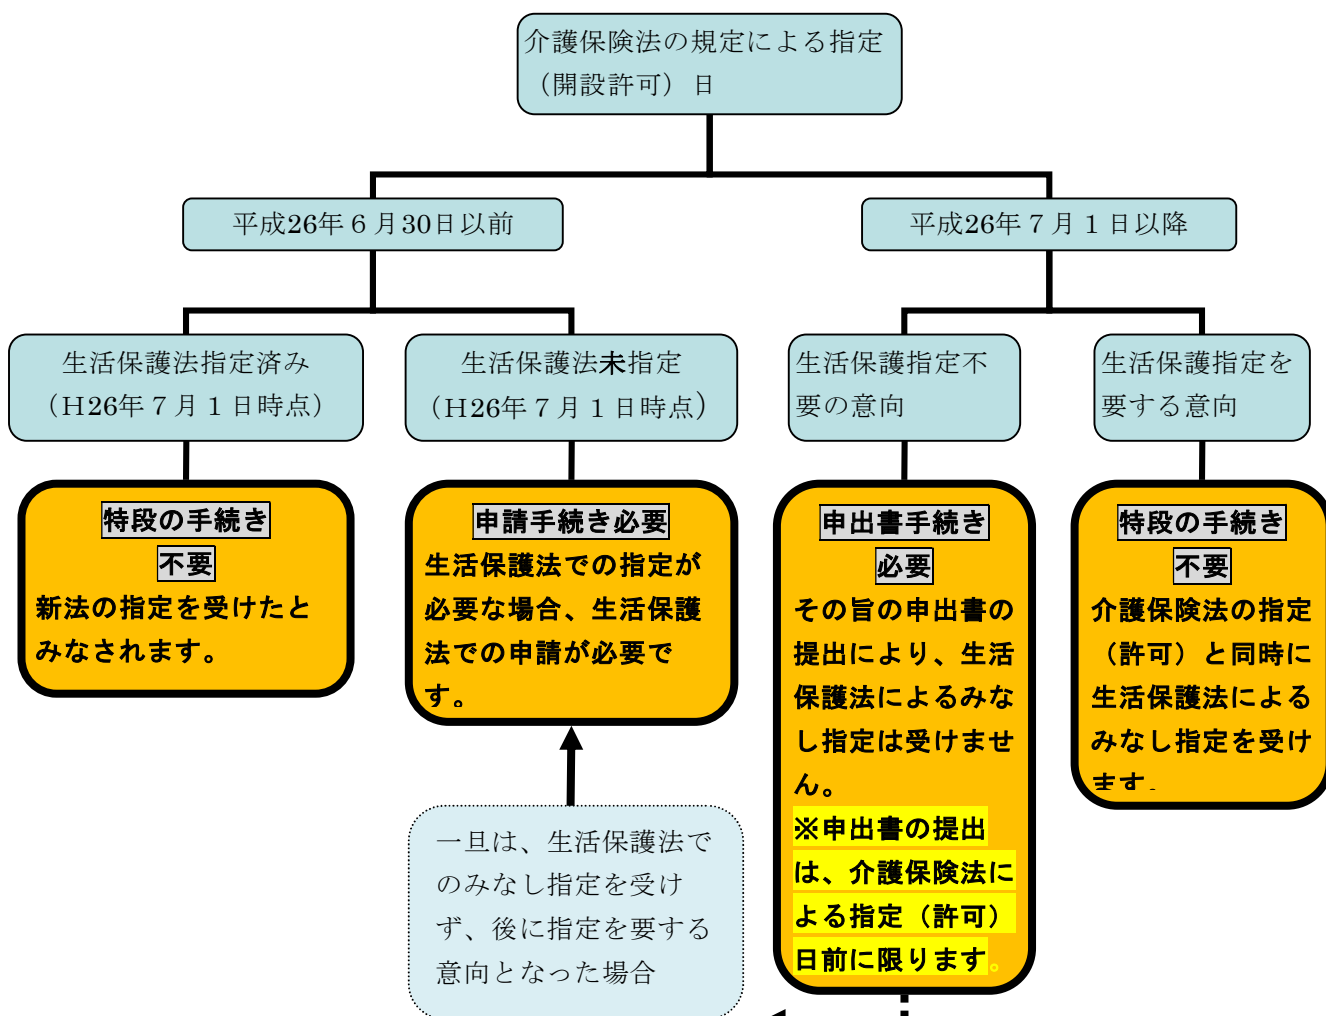 介護保険法の規定による指定
（開設許可）日
平成26年６月30日以前
平成26年７月１日以降
生活保護法指定済み
（H26年７月１日時点）
生活保護法未指定
（H26年７月１日時点）
生活保護指定不
要の意向
生活保護指定を
要する意向
特段の手続き
不要
新法の指定を受けたと
みなされます。
申請手続き必要
生活保護法での指定が
必要な場合、生活保護
法での申請が必要で
す。
申出書手続き
必要
その旨の申出書の
提出により、生活
保護法によるみな
し指定は受けませ
ん。
※申出書の提出
は、介護保険法に
よる指定（許可）
日前に限ります。
特段の手続き
不要
介護保険法の指定
（許可）と同時に
生活保護法による
みなし指定を受け
ます。
一旦は、生活保護法で
のみなし指定を受け
ず、後に指定を要する
意向となった場合